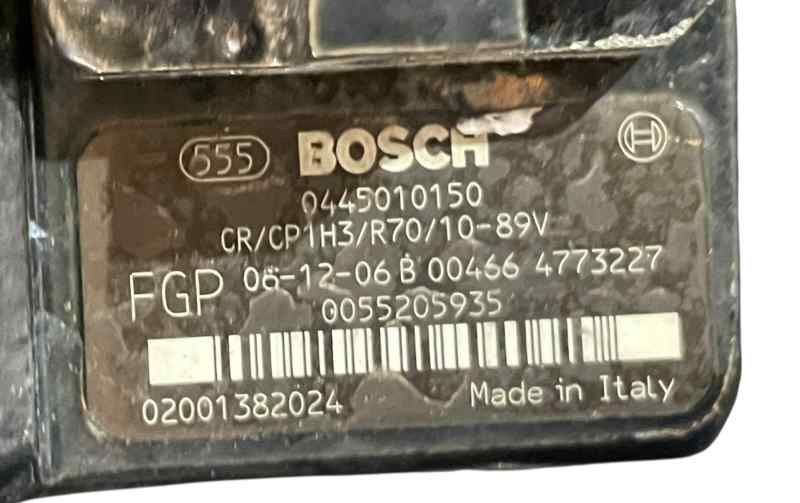 555 BOSCH
0445010150
CR/CP1H3/R70/10-89V
FGP 06-12-06 B 00466 4773227
0055205935
02001382024 Made in Italy